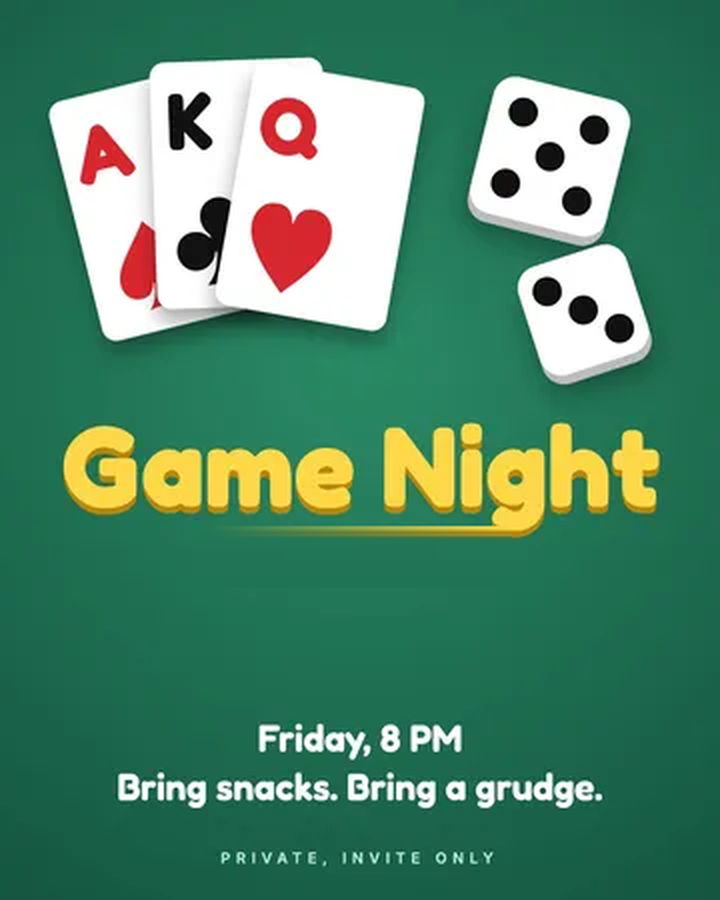 A K Q
Game Night
Friday, 8 PM
Bring snacks. Bring a grudge.
PRIVATE, INVITE ONLY